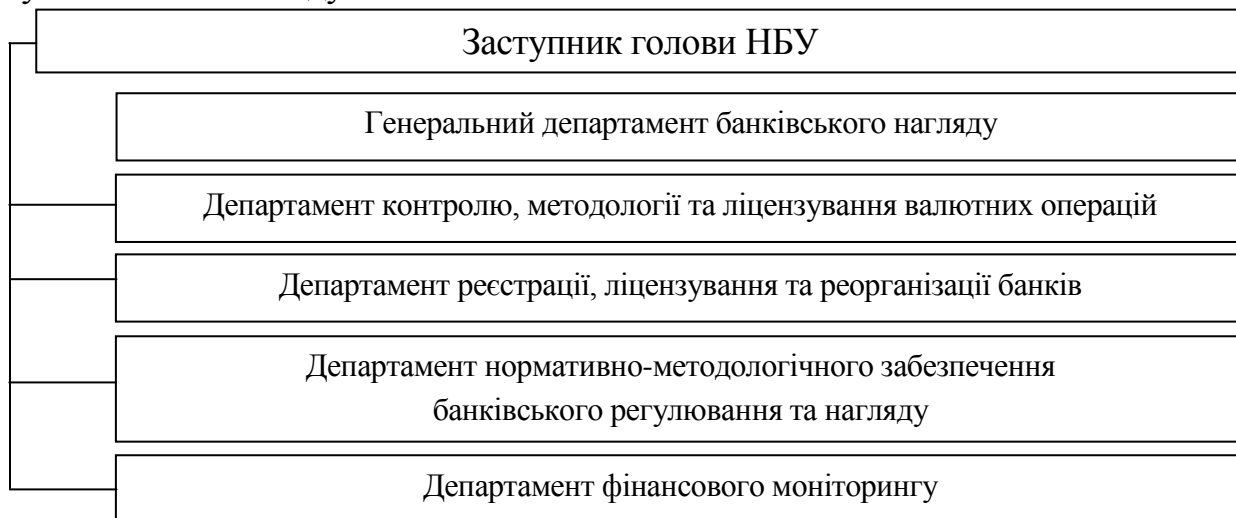 Заступник голови НБУ
Генеральний департамент банківського нагляду
Департамент контролю, методології та ліцензування валютних операцій
Департамент реєстрації, ліцензування та реорганізації банків
Департамент нормативно-методологічного забезпечення
банківського регулювання та нагляду
Департамент фінансового моніторингу